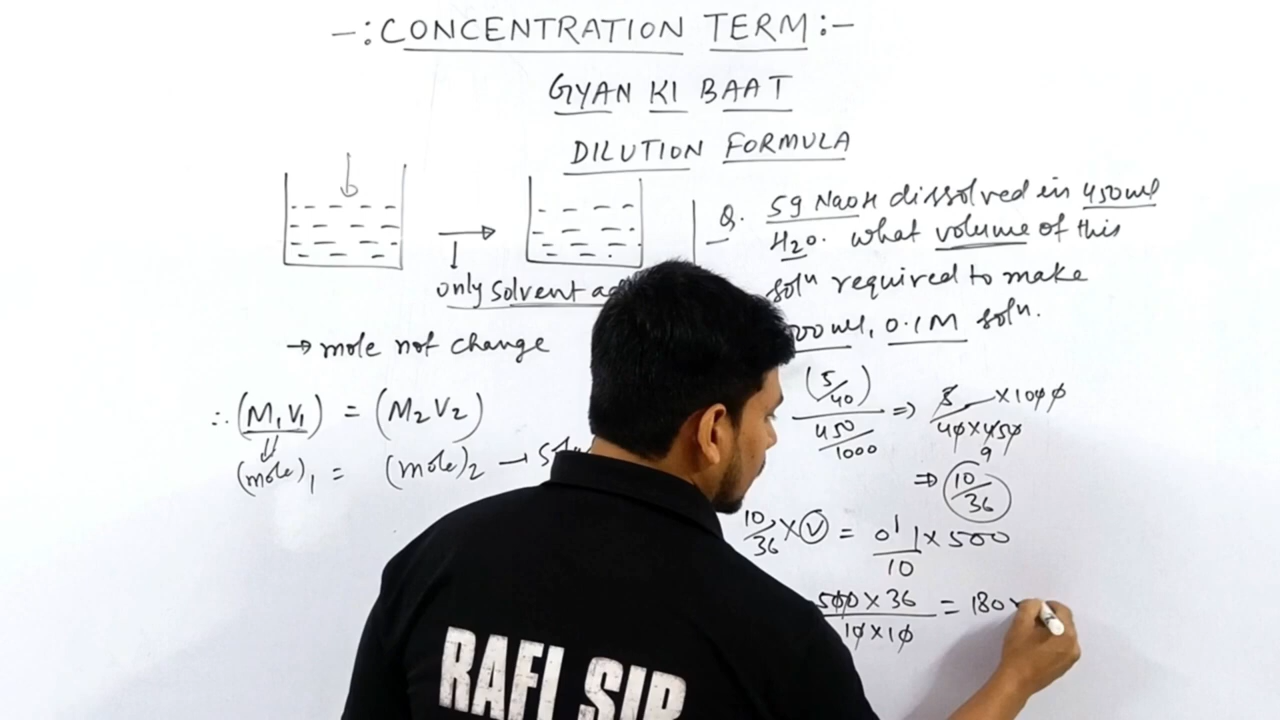 -:CONCENTRATION TERM:-
GYAN KI BAAT
DILUTION FORMULA
only solvent
→ mole not change
∴ (M₁V₁) = (M₂V₂)
(mole)₁ = (mole)₂ →
Q. 5g NaOH dissolved in 450ml
H₂O. what volume of this
solⁿ required to make
00ml, 0.1M solⁿ.
(5/40) / (450/1000) => 5 × 1000 / 40×450
9
⇒ 10/36
10/36 × V = 0 1/10 × 500
500 × 36 / 10 × 10 = 180
RAFI SIR